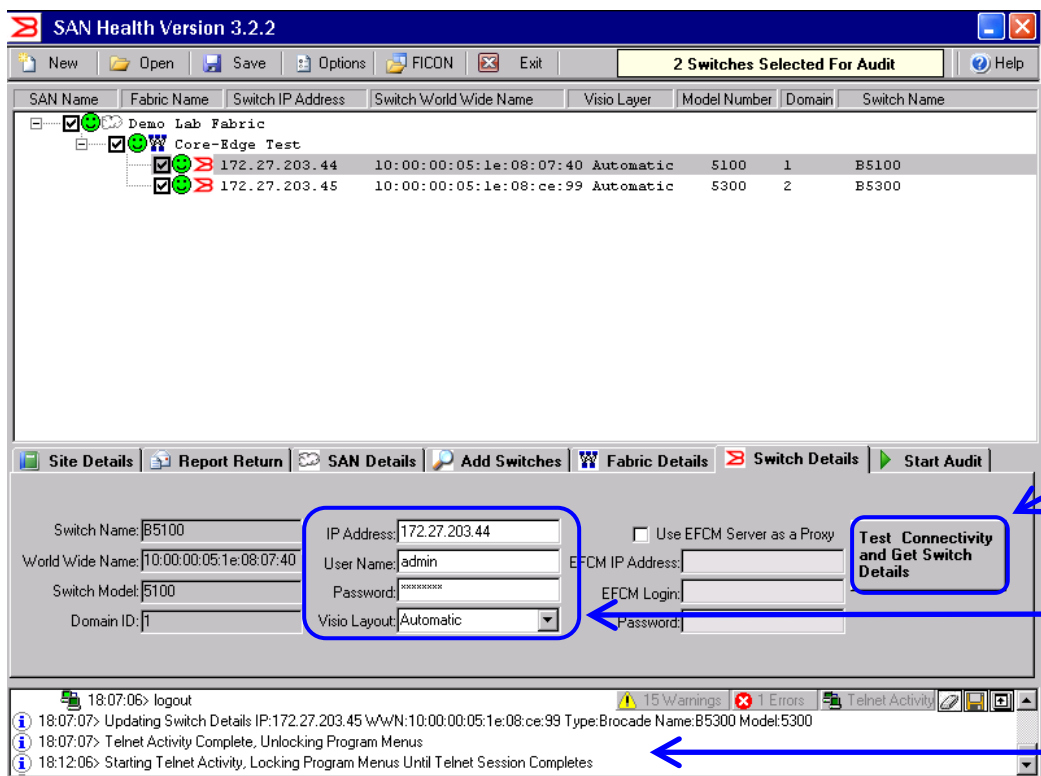 SAN Health Version 3.2.2
New Open Save Options FICON Exit 2 Switches Selected For Audit Help
SAN Name Fabric Name Switch IP Address Switch World Wide Name Visio Layer Model Number Domain Switch Name
Demo Lab Fabric
Core-Edge Test
172.27.203.44 10:00:00:05:1e:08:07:40 Automatic 5100 1 B5100
172.27.203.45 10:00:00:05:1e:08:ce:99 Automatic 5300 2 B5300
Site Details Report Return SAN Details Add Switches Fabric Details Switch Details Start Audit
Switch Name: B5100 IP Address: 172.27.203.44 Use EFCM Server as a Proxy
World Wide Name: 10:00:00:05:1e:08:07:40 User Name: admin EFCM IP Address:
Switch Model: 5100 Password: ******** EFCM Login:
Domain ID: 1 Visio Layout: Automatic Password:
Test Connectivity
and Get Switch
Details
18:07:06> logout 15 Warnings 1 Errors Telnet Activity
18:07:07> Updating Switch Details IP:172.27.203.45 WWN:10:00:00:05:1e:08:ce:99 Type:Brocade Name:B5300 Model:5300
18:07:07> Telnet Activity Complete, Unlocking Program Menus
18:12:06> Starting Telnet Activity, Locking Program Menus Until Telnet Session Completes